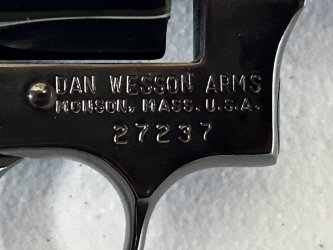 DAN WESSON ARMS
MONSON, MASS. U.S.A.
27237